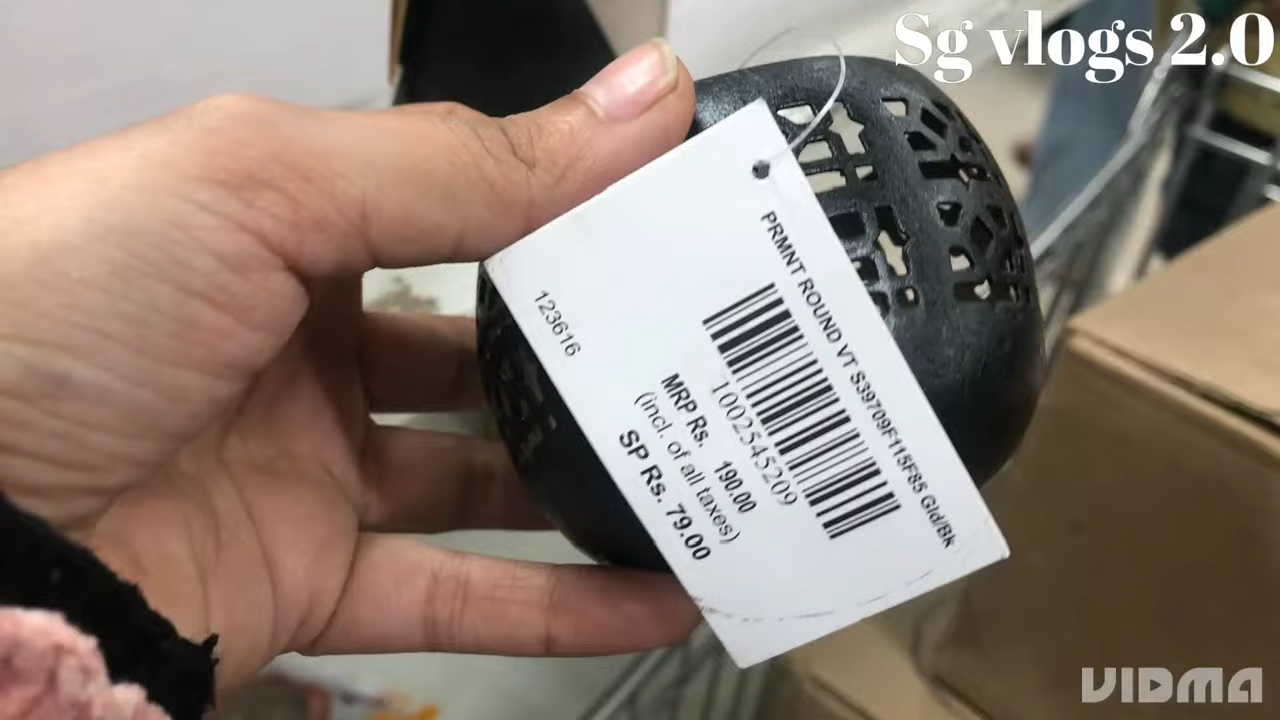 Sg vlogs 2.0
PRMNT ROUND VT S39709F115F85 Gld/Bk
1002545209
MRP Rs. 190.00
(incl. of all taxes)
SP Rs. 79.00
123616
VIDMA